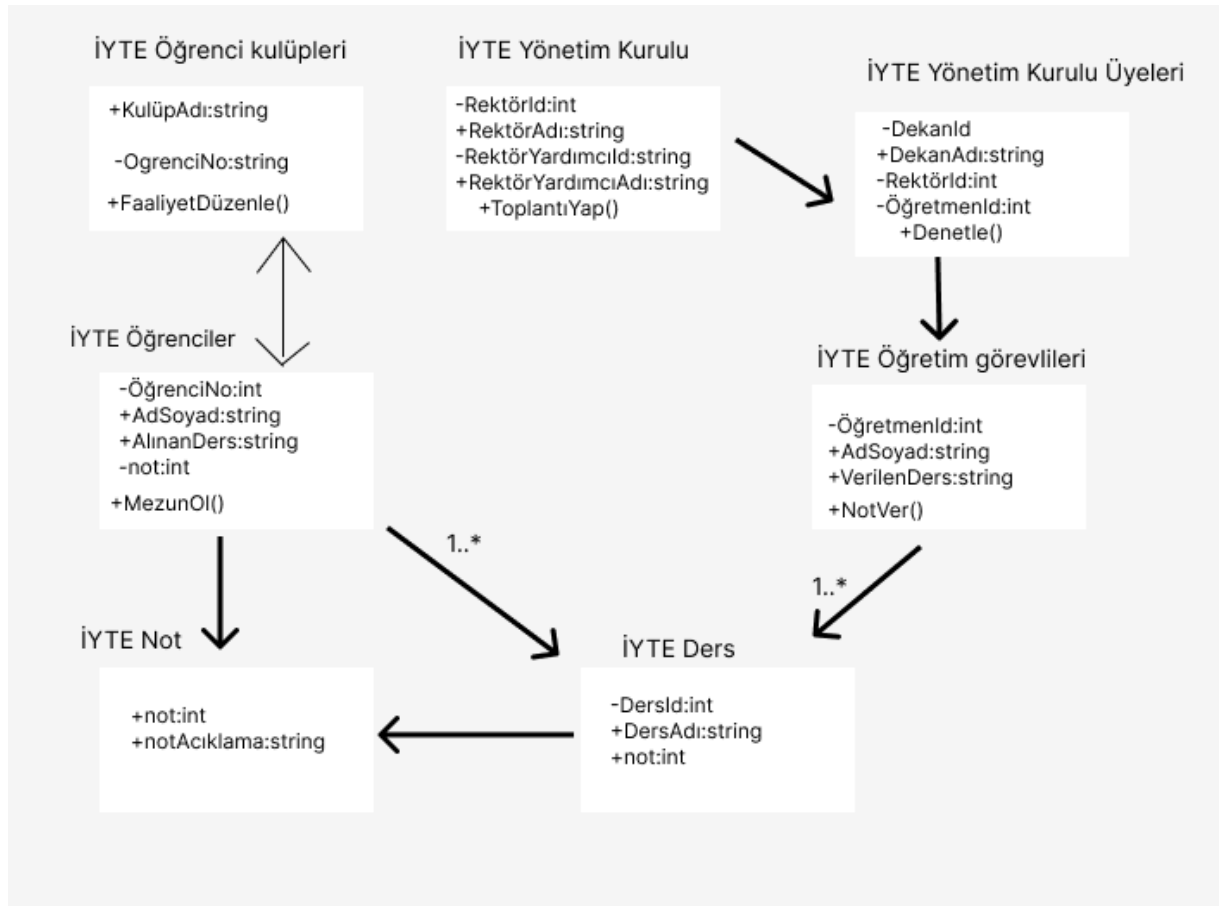 İYTE Öğrenci kulüpleri
+KulüpAdı:string
-OgrenciNo:string
+FaaliyetDüzenle()
İYTE Yönetim Kurulu
-RektörId:int
+RektörAdı:string
-RektörYardımcıId:string
+RektörYardımcıAdı:string
+ToplantıYap()
İYTE Yönetim Kurulu Üyeleri
-DekanId
+DekanAdı:string
-RektörId:int
-ÖğretmenId:int
+Denetle()
İYTE Öğrenciler
-ÖğrenciNo:int
+AdSoyad:string
+AlınanDers:string
-not:int
+MezunOl()
İYTE Öğretim görevlileri
-ÖğretmenId:int
+AdSoyad:string
+VerilenDers:string
+NotVer()
1..*
1..*
İYTE Not
+not:int
+notAcıklama:string
İYTE Ders
-DersId:int
+DersAdı:string
+not:int